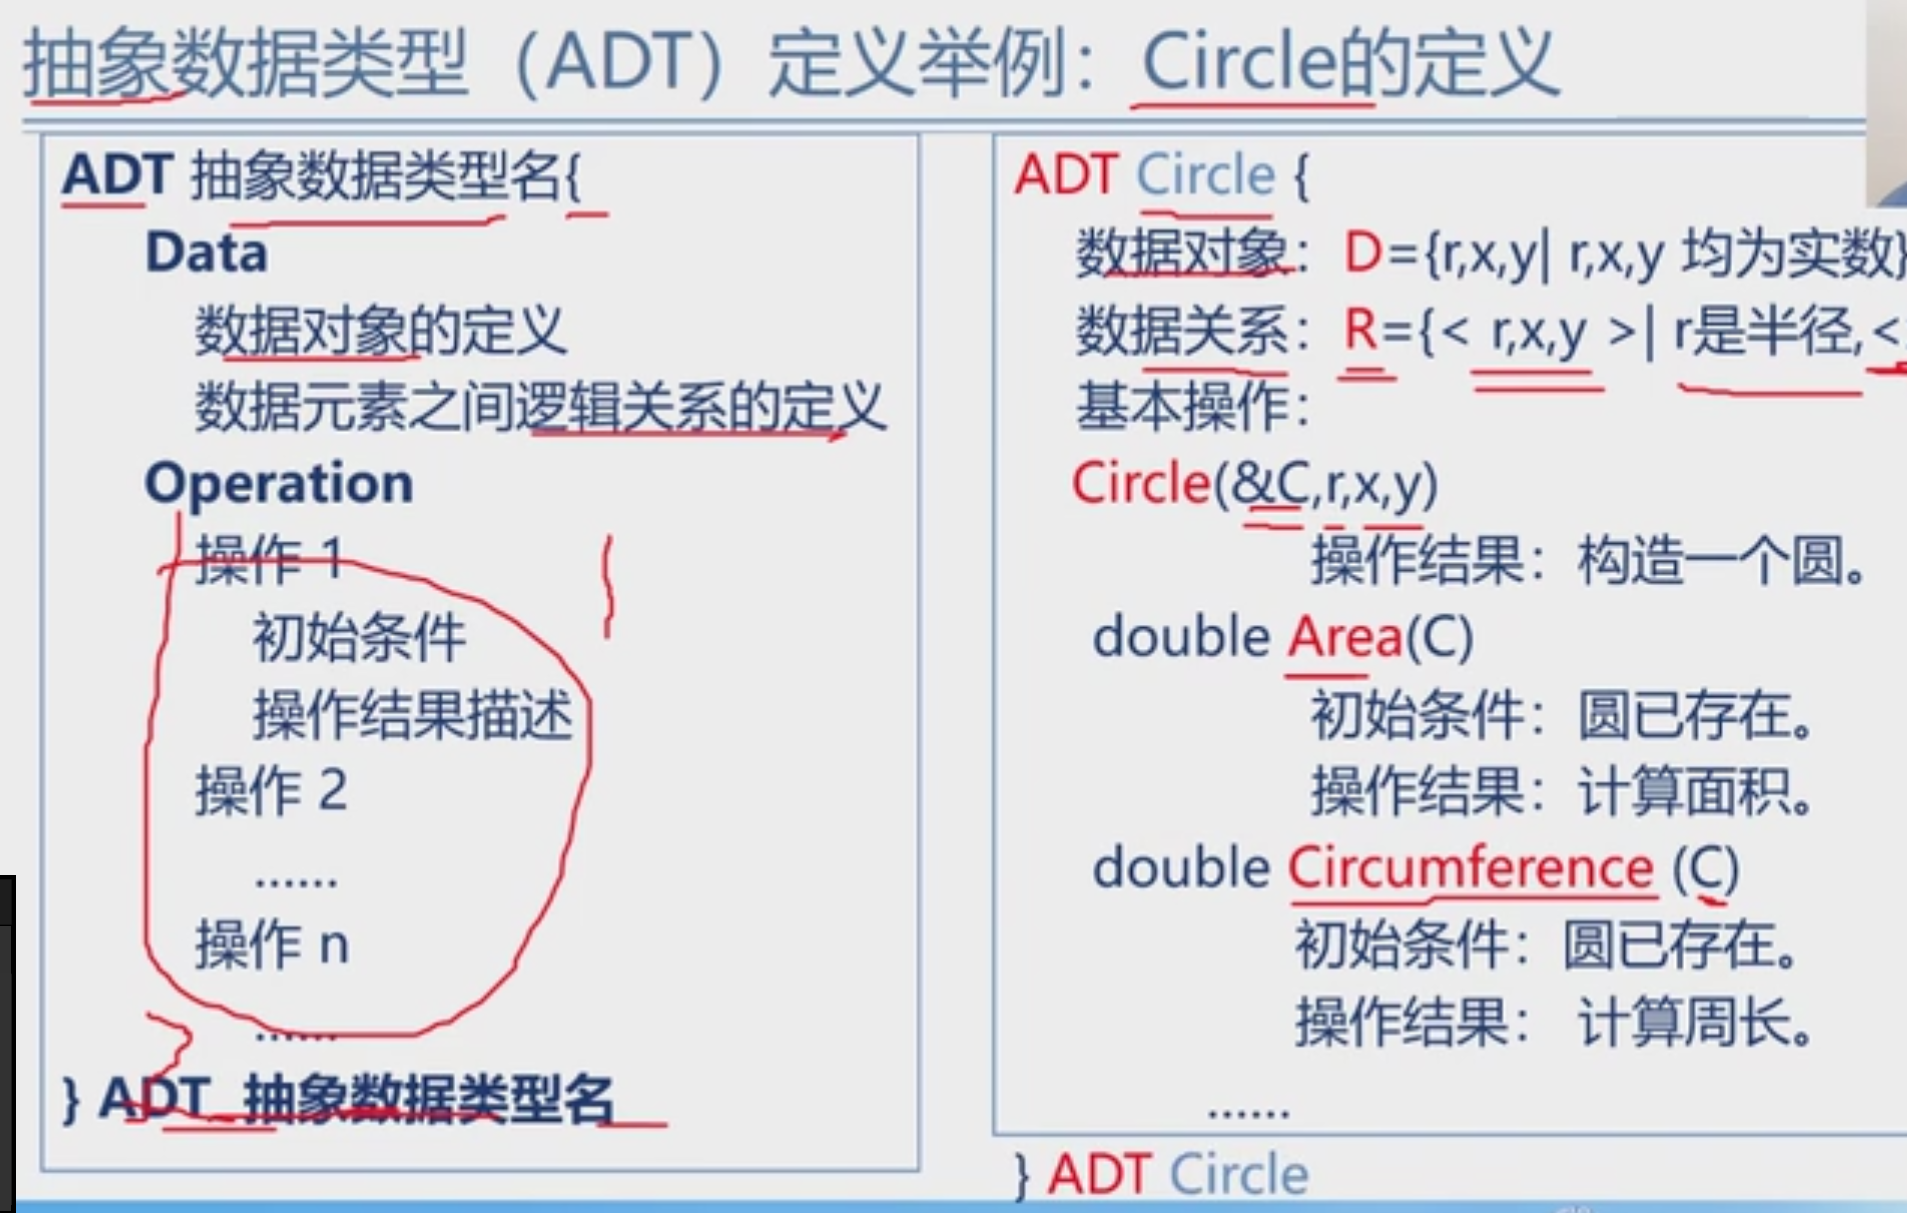 抽象数据类型（ADT）定义举例：Circle的定义
ADT 抽象数据类型名{
Data
数据对象的定义
数据元素之间逻辑关系的定义
Operation
操作 1
初始条件
操作结果描述
操作 2
……
操作 n
……
} ADT 抽象数据类型名
ADT Circle {
数据对象：D={r,x,y| r,x,y 均为实数}
数据关系：R={< r,x,y >| r是半径,<
基本操作：
Circle(&C,r,x,y)
操作结果：构造一个圆。
double Area(C)
初始条件：圆已存在。
操作结果：计算面积。
double Circumference (C)
初始条件：圆已存在。
操作结果： 计算周长。
……
} ADT Circle